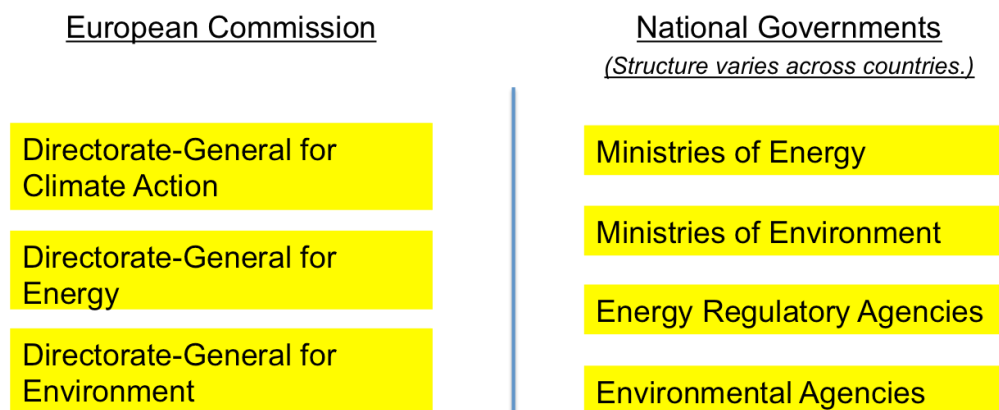 European Commission
Directorate-General for
Climate Action
Directorate-General for
Energy
Directorate-General for
Environment
National Governments
(Structure varies across countries.)
Ministries of Energy
Ministries of Environment
Energy Regulatory Agencies
Environmental Agencies